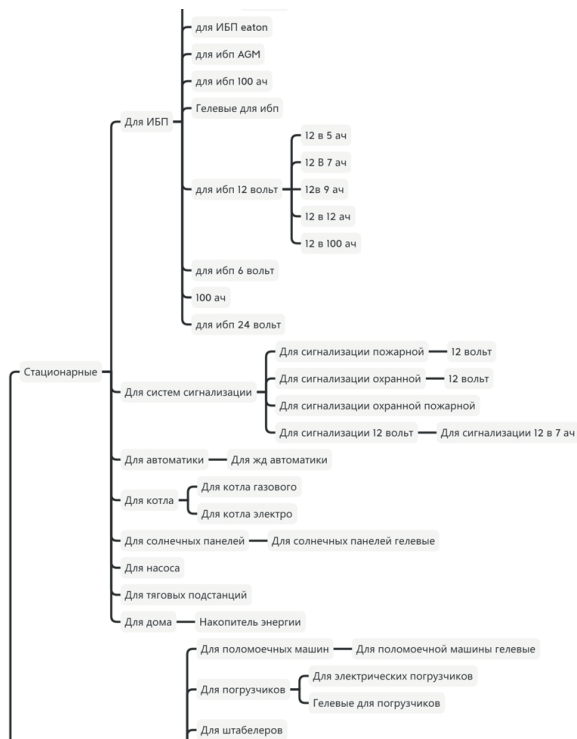 для ИБП eaton
для ибп AGM
для ибп 100 ач
Гелевые для ибп
Для ИБП
12 в 5 ач
12 В 7 ач
для ибп 12 вольт
12в 9 ач
12 в 12 ач
12 в 100 ач
для ибп 6 вольт
100 ач
для ибп 24 вольт
Стационарные
Для сигнализации пожарной
12 вольт
Для сигнализации охранной
12 вольт
Для систем сигнализации
Для сигнализации охранной пожарной
Для сигнализации 12 вольт
Для сигнализации 12 в 7 ач
Для автоматики
Для жд автоматики
Для котла
Для котла газового
Для котла электро
Для солнечных панелей
Для солнечных панелей гелевые
Для насоса
Для тяговых подстанций
Для дома
Накопитель энергии
Для поломоечных машин
Для поломоечной машины гелевые
Для погрузчиков
Для электрических погрузчиков
Гелевые для погрузчиков
Для штабелеров